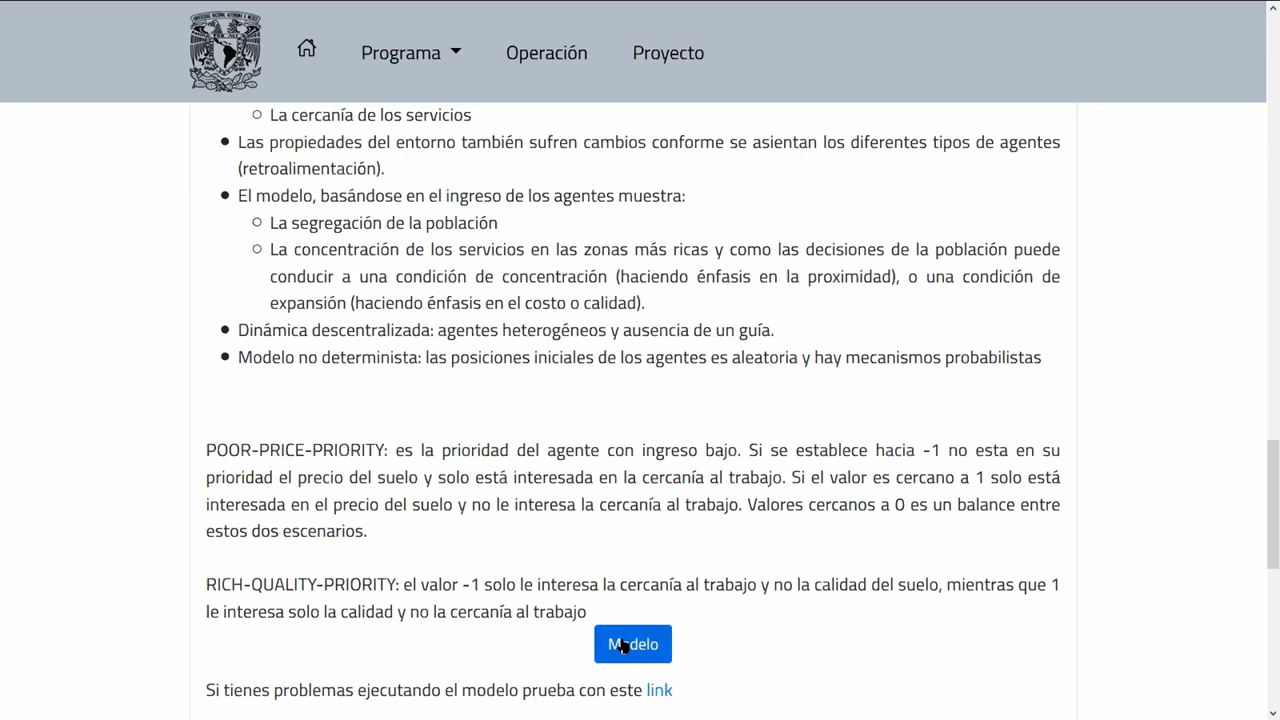 Programa
Operación
Proyecto
La cercanía de los servicios
Las propiedades del entorno también sufren cambios conforme se asientan los diferentes tipos de agentes
(retroalimentación).
El modelo, basándose en el ingreso de los agentes muestra:
La segregación de la población
La concentración de los servicios en las zonas más ricas y como las decisiones de la población puede
conducir a una condición de concentración (haciendo énfasis en la proximidad), o una condición de
expansión (haciendo énfasis en el costo o calidad).
Dinámica descentralizada: agentes heterogéneos y ausencia de un guía.
Modelo no determinista: las posiciones iniciales de los agentes es aleatoria y hay mecanismos probabilistas
POOR-PRICE-PRIORITY: es la prioridad del agente con ingreso bajo. Si se establece hacia -1 no esta en su
prioridad el precio del suelo y solo está interesada en la cercanía al trabajo. Si el valor es cercano a 1 solo está
interesada en el precio del suelo y no le interesa la cercanía al trabajo. Valores cercanos a 0 es un balance entre
estos dos escenarios.
RICH-QUALITY-PRIORITY: el valor -1 solo le interesa la cercanía al trabajo y no la calidad del suelo, mientras que 1
le interesa solo la calidad y no la cercanía al trabajo
Modelo
Si tienes problemas ejecutando el modelo prueba con este link